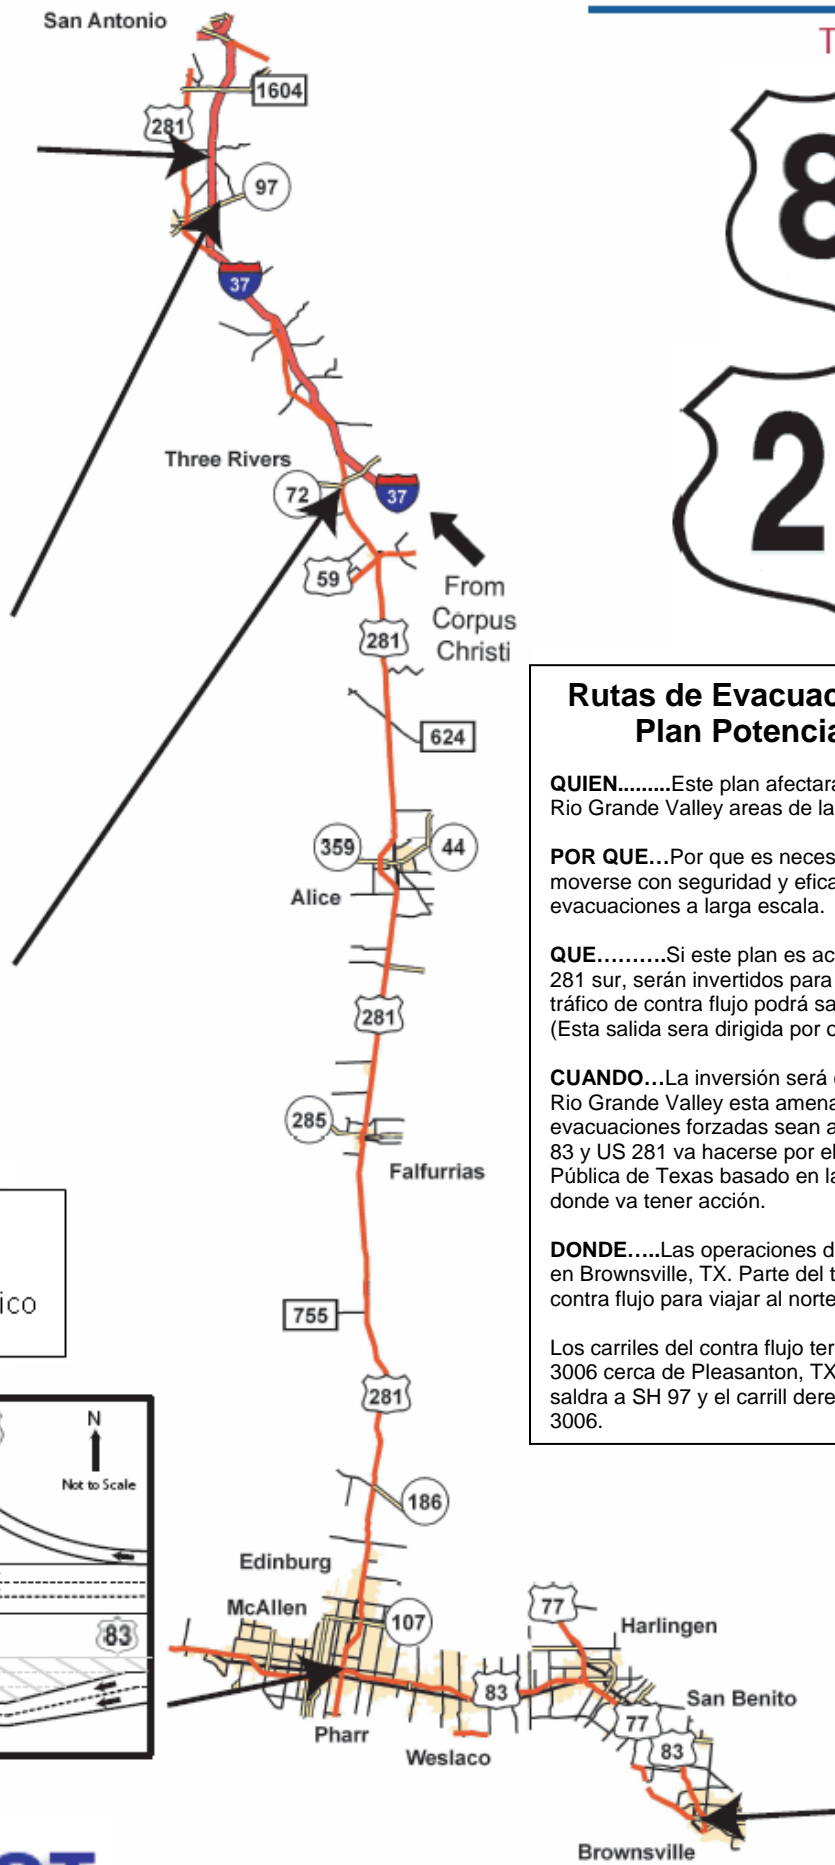 San Antonio
T
1604
281
8
97
37
Three Rivers
72
37
2
59
From
Corpus
Christi
281
624
Rutas de Evacuac
Plan Potencia
QUIEN.........Este plan afectara
Rio Grande Valley areas de la
POR QUE…Por que es neces
moverse con seguridad y efica
evacuaciones a larga escala.
QUE……….Si este plan es ac
281 sur, serán invertidos para
tráfico de contra flujo podrá sa
(Esta salida sera dirigida por o
CUANDO…La inversión será
Rio Grande Valley esta amena
evacuaciones forzadas sean a
83 y US 281 va hacerse por el
Pública de Texas basado en la
donde va tener acción.
DONDE…..Las operaciones d
en Brownsville, TX. Parte del t
contra flujo para viajar al norte
Los carriles del contra flujo ter
3006 cerca de Pleasanton, TX
saldra a SH 97 y el carrill dere
3006.
359
44
Alice
281
285
Falfurrias
ico
755
281
N
Not to Scale
83
186
Edinburg
McAllen
107
77
Harlingen
83
San Benito
Pharr
77
Weslaco
83
Brownsville